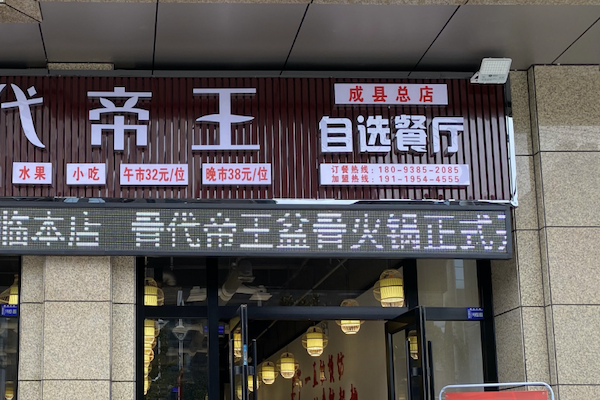 代帝王
成县总店
自选餐厅
水果
小吃
午市32元/位
晚市38元/位
订餐热线：180-9385-2085
加盟热线：191-1954-4555
临本店 骨代帝王盆骨火锅正式开